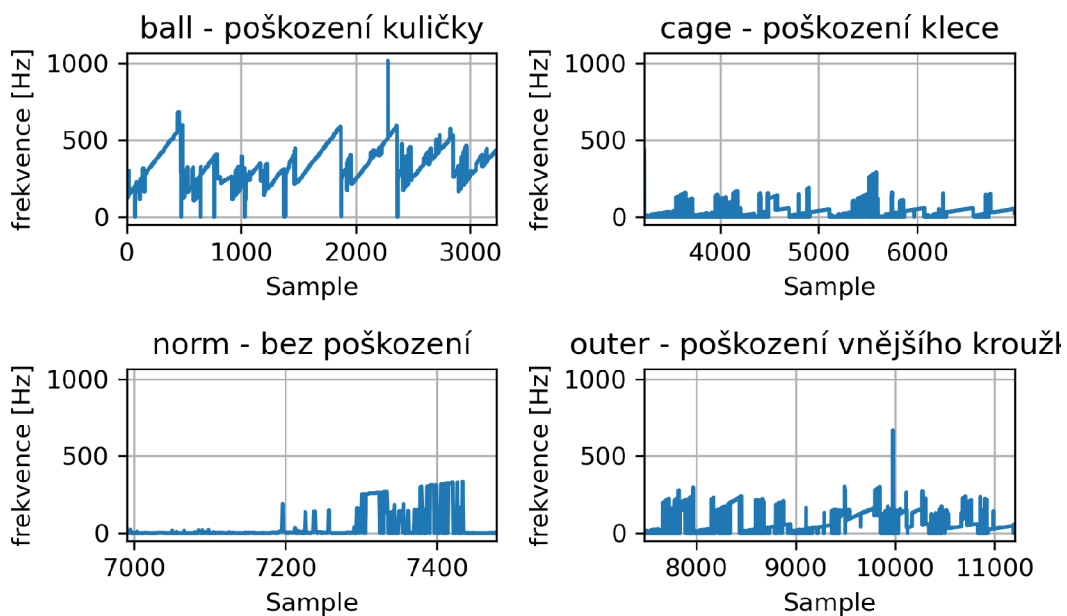 ball - poškození kuličky
cage - poškození klece
frekvence [Hz]
1000
500
0
0
1000
2000
3000
Sample
frekvence [Hz]
1000
500
0
4000
5000
6000
Sample
norm - bez poškození
outer - poškození vnějšího krouž
frekvence [Hz]
1000
500
0
7000
7200
7400
Sample
frekvence [Hz]
1000
500
0
8000
9000
10000
11000
Sample